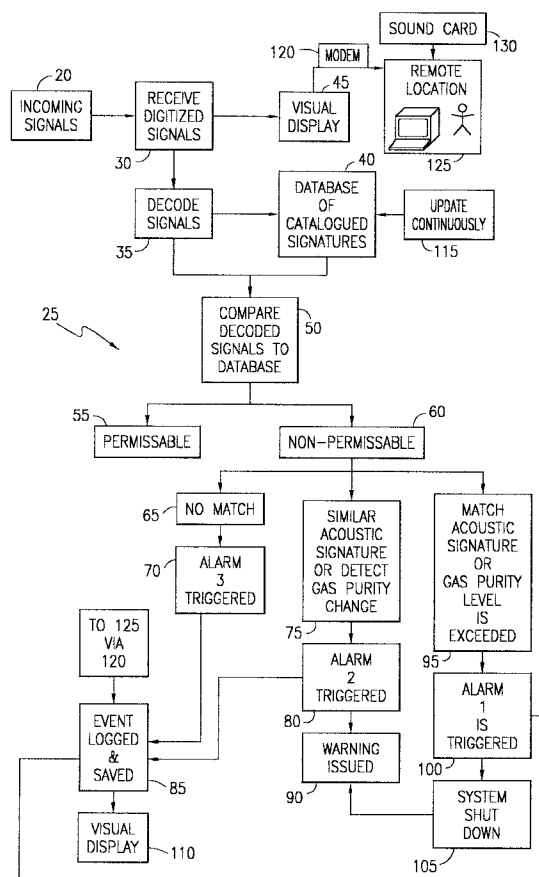 SOUND CARD
130
120
MODEM
20
INCOMING
SIGNALS
RECEIVE
DIGITIZED
SIGNALS
30
45
VISUAL
DISPLAY
REMOTE
LOCATION
125
DECODE
SIGNALS
35
40
DATABASE
OF
CATALOGUED
SIGNATURES
UPDATE
CONTINUOUSLY
115
25
50
COMPARE
DECODED
SIGNALS TO
DATABASE
55
PERMISSABLE
60
NON-PERMISSABLE
65
NO MATCH
70
ALARM
3
TRIGGERED
SIMILAR
ACOUSTIC
SIGNATURE
OR DETECT
GAS PURITY
CHANGE
75
MATCH
ACOUSTIC
SIGNATURE
OR
GAS PURITY
LEVEL
IS
EXCEEDED
95
TO 125
VIA
120
ALARM
2
TRIGGERED
80
ALARM
1 IS
TRIGGERED
100
EVENT
LOGGED
&
SAVED
85
WARNING
ISSUED
90
SYSTEM
SHUT
DOWN
105
VISUAL
DISPLAY
110